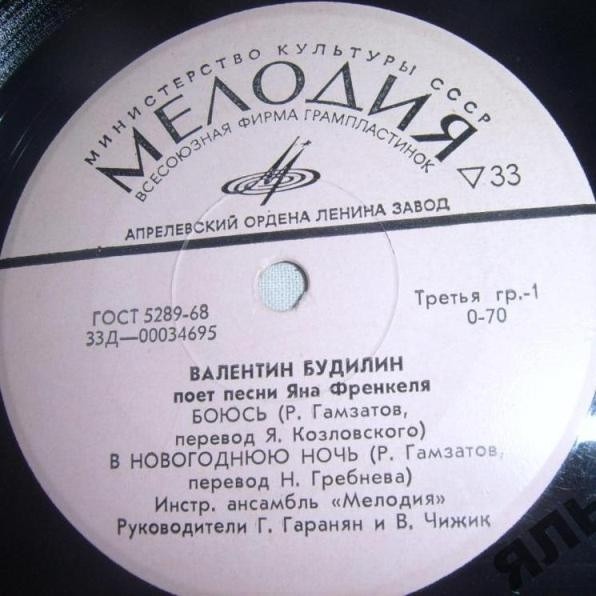 МИНИСТЕРСТВО КУЛЬТУРЫ СССР
МЕЛОДИЯ
ВСЕСОЮЗНАЯ ФИРМА ГРАМПЛАСТИНОК
▽33
АПРЕЛЕВСКИЙ ОРДЕНА ЛЕНИНА ЗАВОД
ГОСТ 5289-68
33Д—00034695
Третья гр.-1
0-70
ВАЛЕНТИН БУДИЛИН
поет песни Яна Френкеля
БОЮСЬ (Р. Гамзатов,
перевод Я. Козловского)
В НОВОГОДНЮЮ НОЧЬ (Р. Гамзатов,
перевод Н. Гребнева)
Инстр. ансамбль «Мелодия»
Руководители Г. Гаранян и В. Чижик